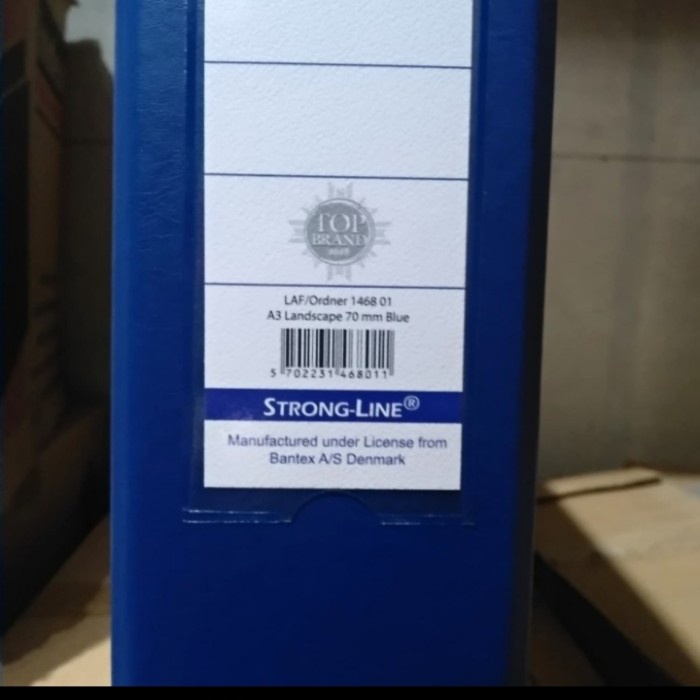 TOP
BRAND
LAF/Ordner 1468 01
A3 Landscape 70 mm Blue
5 702231 468011
STRONG-LINE®
Manufactured under License from
Bantex A/S Denmark